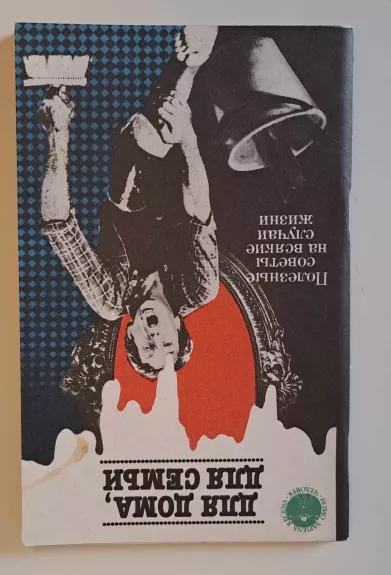 ДЛЯ ДОМА,
ДЛЯ СЕМЬИ
Полезные
советы
на всякие
случаи
жизни